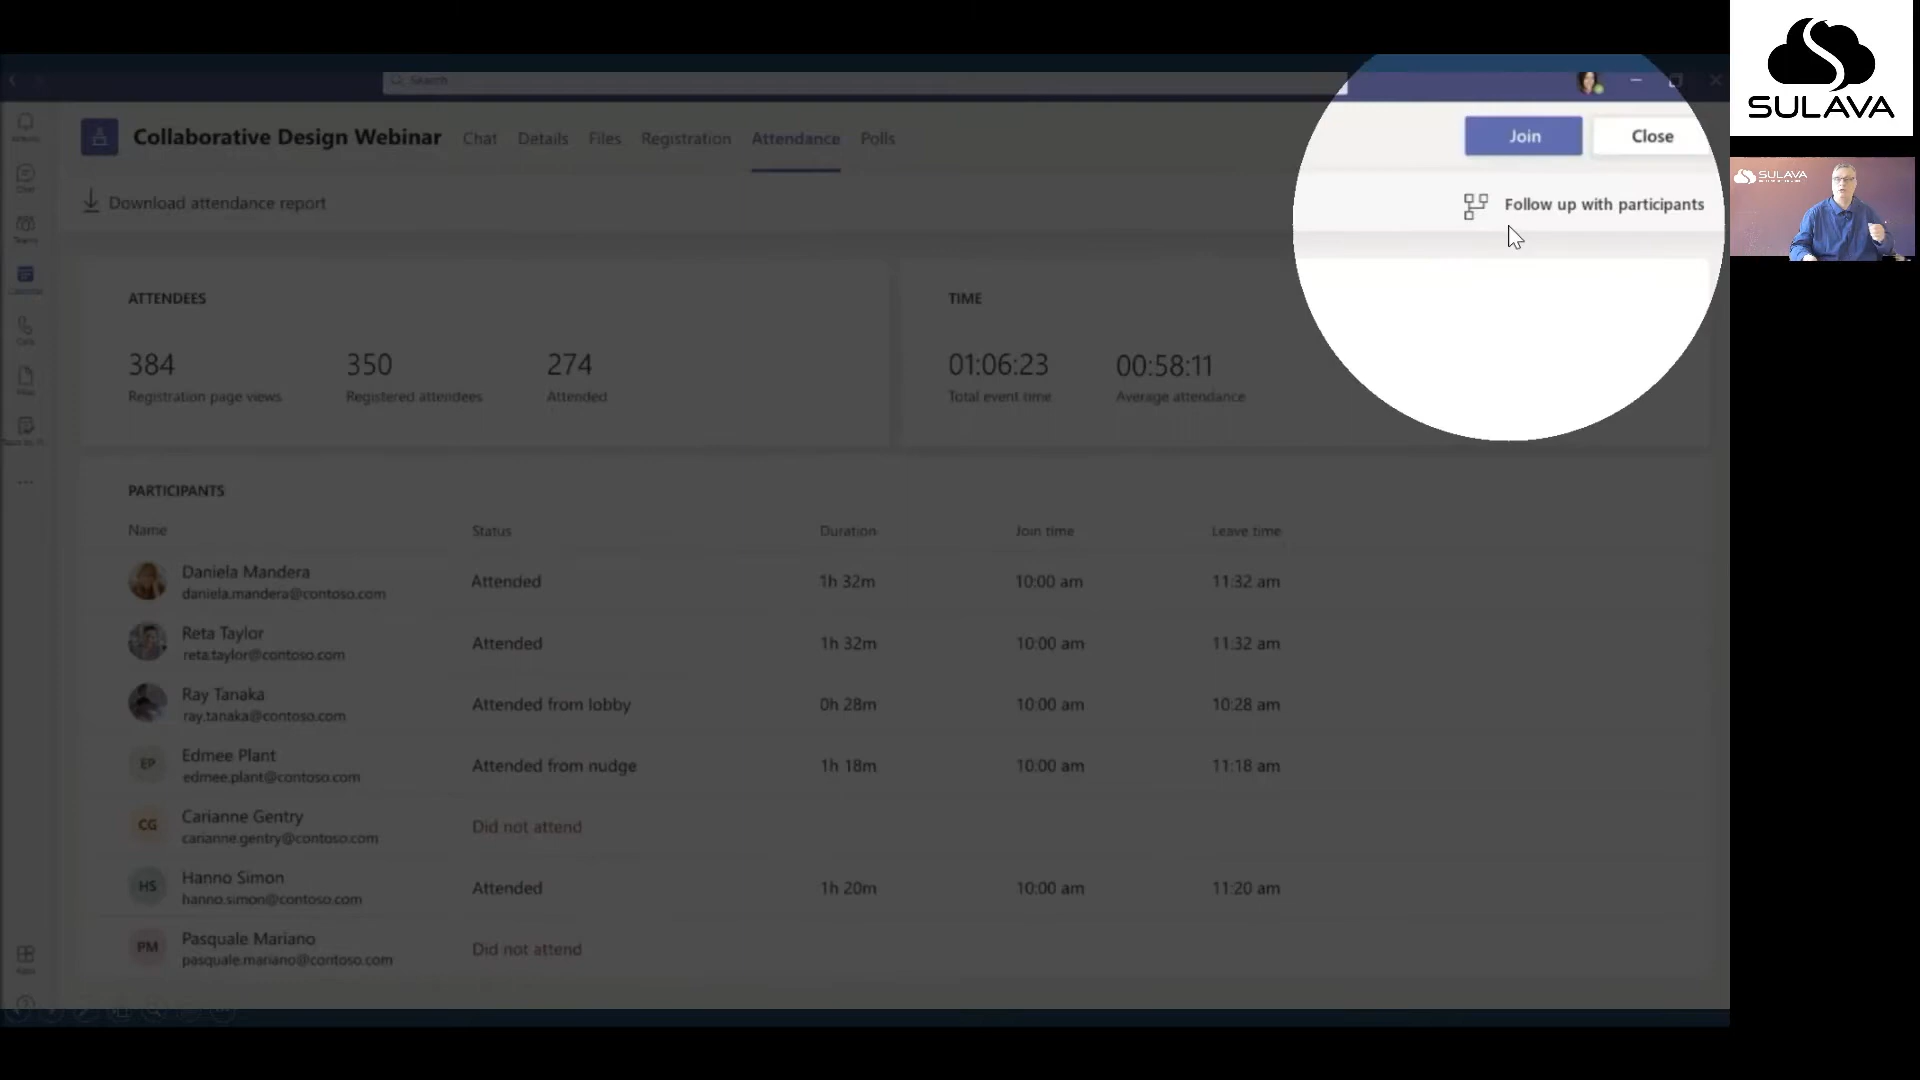 Search
SULAVA
SULAVA
Collaborative Design Webinar
Chat
Details
Files
Registration
Attendance
Polls
Join
Close
Download attendance report
Follow up with participants
Chat
Teams
Calendar
Calls
Files
Apps
ATTENDEES
384
350
274
Registration page views
Registered attendees
Attended
TIME
01:06:23
00:58:11
Total event time
Average attendance
PARTICIPANTS
Name
Status
Duration
Join time
Leave time
Daniela Mandera
daniela.mandera@contoso.com
Attended
1h 32m
10:00 am
11:32 am
Reta Taylor
reta.taylor@contoso.com
Attended
1h 32m
10:00 am
11:32 am
Ray Tanaka
ray.tanaka@contoso.com
Attended from lobby
0h 28m
10:00 am
10:28 am
EP
Edmee Plant
edmee.plant@contoso.com
Attended from nudge
1h 18m
10:00 am
11:18 am
CG
Carianne Gentry
carianne.gentry@contoso.com
Did not attend
HS
Hanno Simon
hanno.simon@contoso.com
Attended
1h 20m
10:00 am
11:20 am
PM
Pasquale Mariano
pasquale.mariano@contoso.com
Did not attend